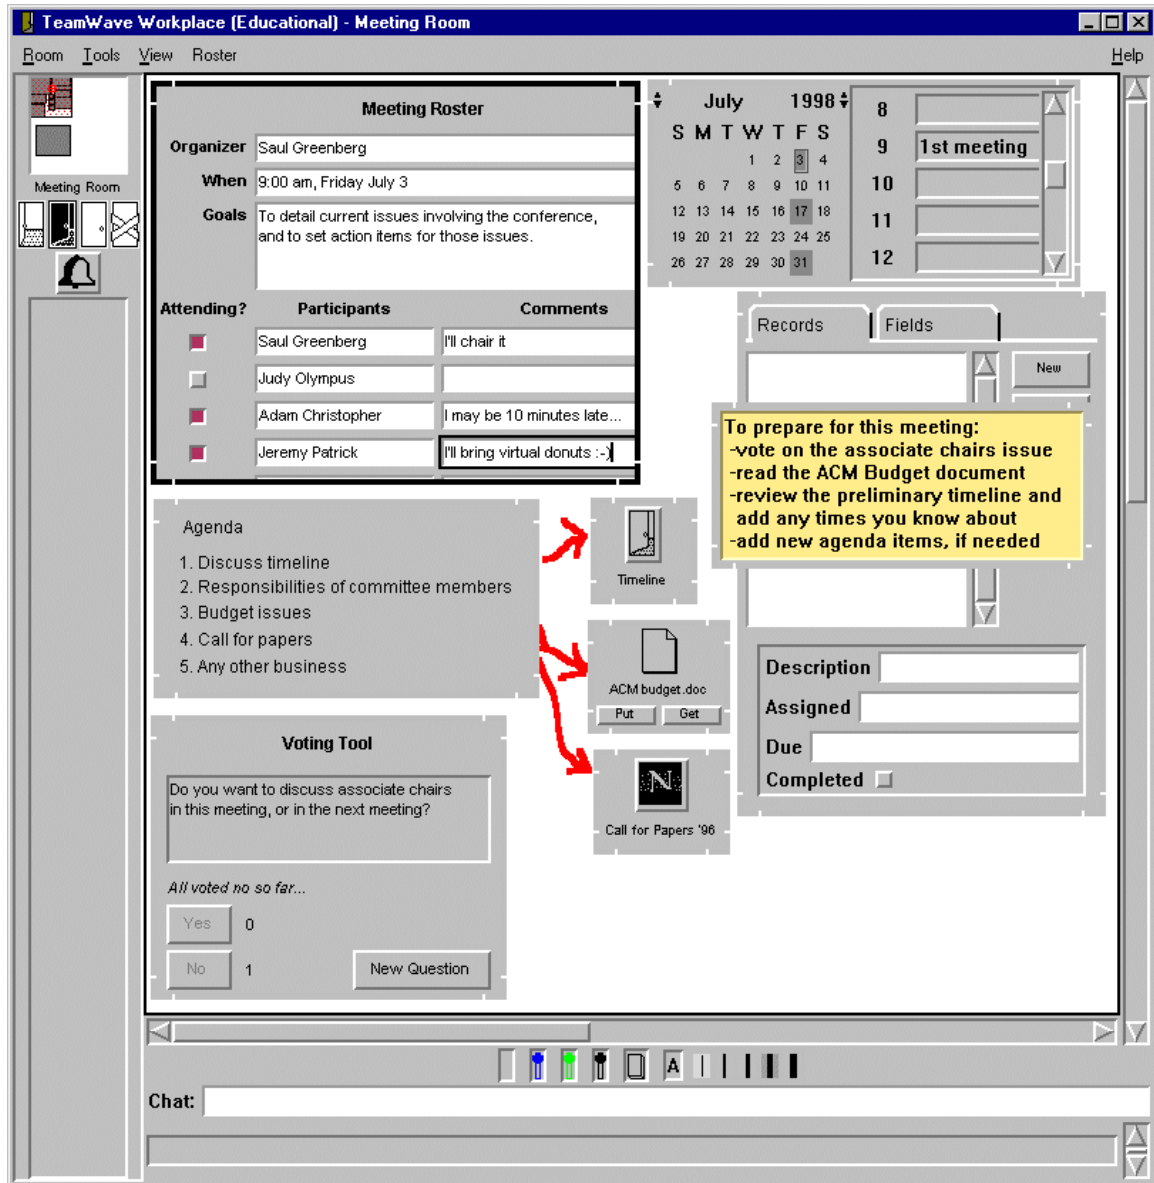 TeamWave Workplace (Educational) - Meeting Room
Room Tools View Roster Help
Meeting Room
Meeting Roster
Organizer Saul Greenberg
When 9:00 am, Friday July 3
Goals To detail current issues involving the conference,
and to set action items for those issues.
Attending? Participants Comments
Saul Greenberg I'll chair it
Judy Olympus
Adam Christopher I may be 10 minutes late...
Jeremy Patrick I'll bring virtual donuts :-)
July 1998
S M T W T F S
1 2 3 4
5 6 7 8 9 10 11
12 13 14 15 16 17 18
19 20 21 22 23 24 25
26 27 28 29 30 31
8
9 1st meeting
10
11
12
Records Fields
New
To prepare for this meeting:
-vote on the associate chairs issue
-read the ACM Budget document
-review the preliminary timeline and
add any times you know about
-add new agenda items, if needed
Description
Assigned
Due
Completed
Agenda
1. Discuss timeline
2. Responsibilities of committee members
3. Budget issues
4. Call for papers
5. Any other business
Timeline
ACM budget.doc
Put Get
N
Call for Papers '96
Voting Tool
Do you want to discuss associate chairs
in this meeting, or in the next meeting?
All voted no so far...
Yes 0
No 1
New Question
A
Chat: